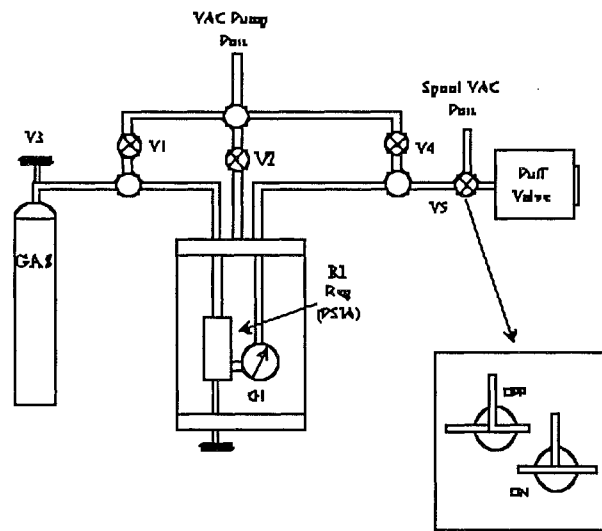 VAC Pump
Port
Spool VAC
Port
V3
V1
V2
V4
V5
Puff
Valve
GAS
R1
Reg
(PSIA)
G1
OFF
ON